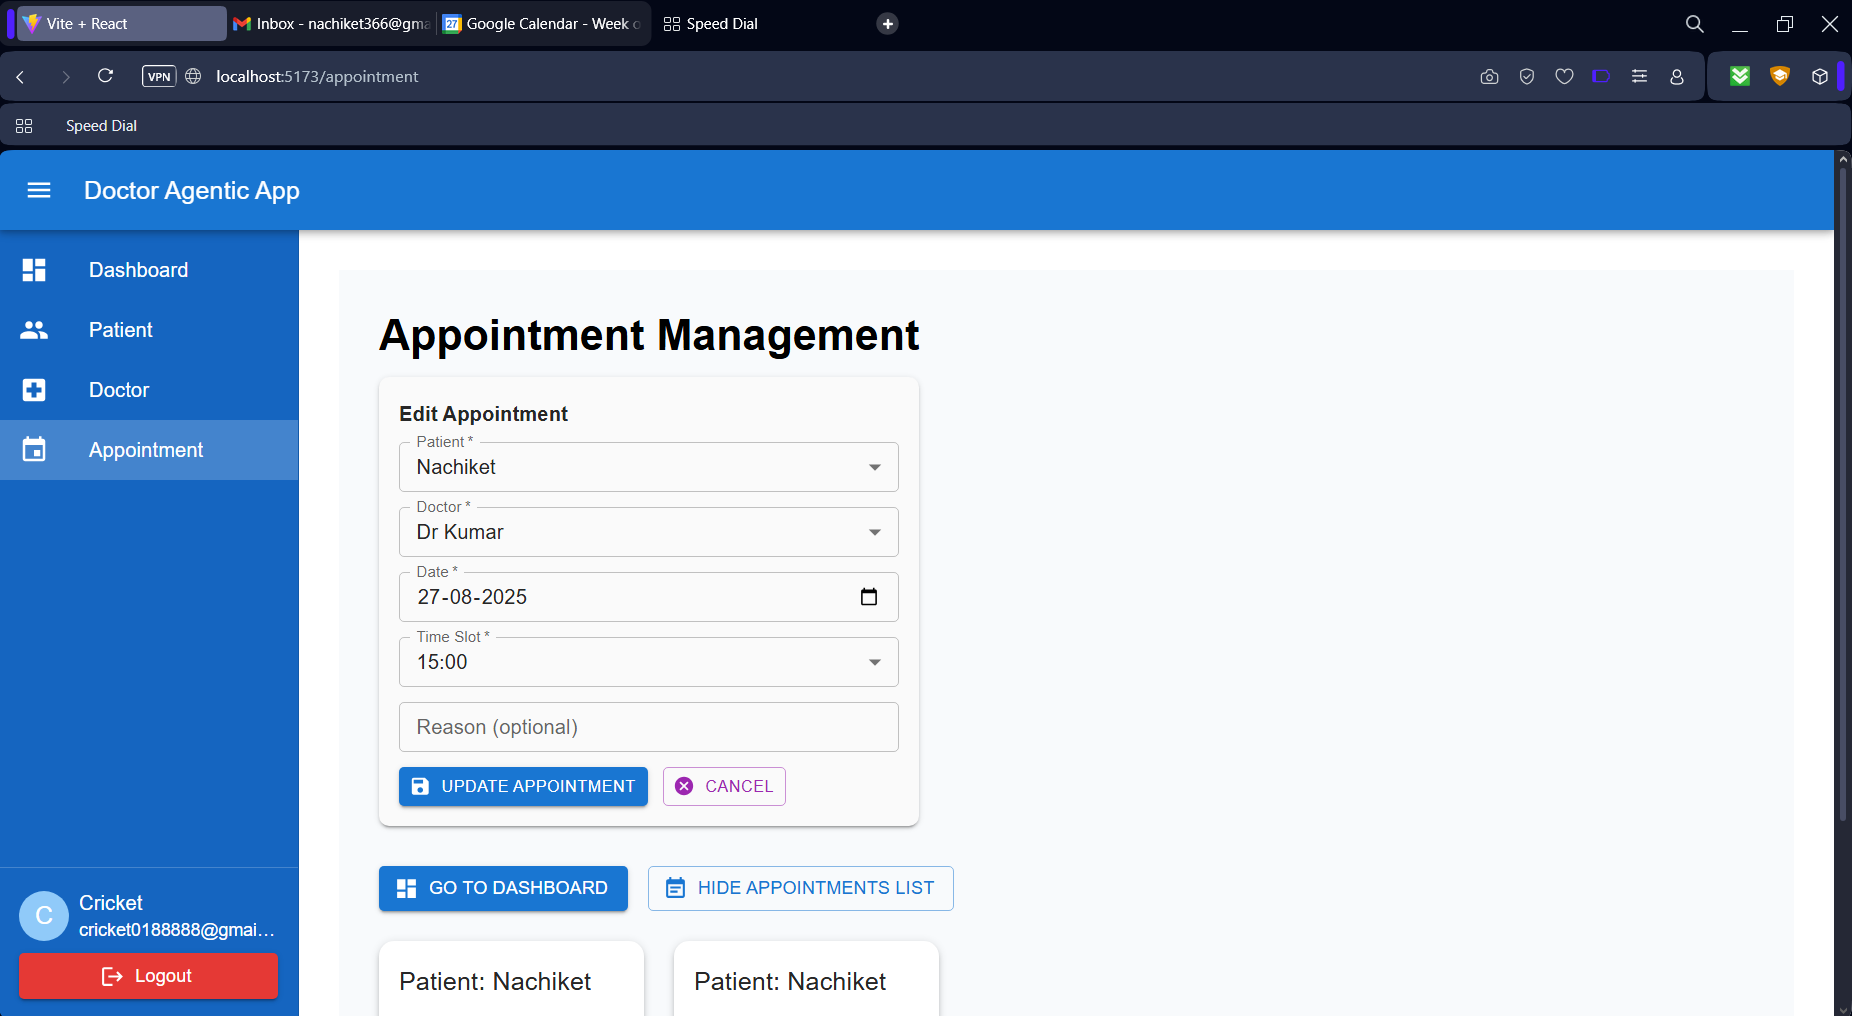 Vite + React
Inbox - nachiket366@gma
27
Google Calendar - Week o
Speed Dial
VPN
localhost:5173/appointment
Speed Dial
Doctor Agentic App
Dashboard
Patient
Doctor
Appointment
Appointment Management
Edit Appointment
Patient *
Nachiket
Doctor *
Dr Kumar
Date *
27-08-2025
Time Slot *
15:00
Reason (optional)
UPDATE APPOINTMENT
CANCEL
GO TO DASHBOARD
HIDE APPOINTMENTS LIST
Patient: Nachiket
Patient: Nachiket
C
Cricket
cricket0188888@gmai...
Logout